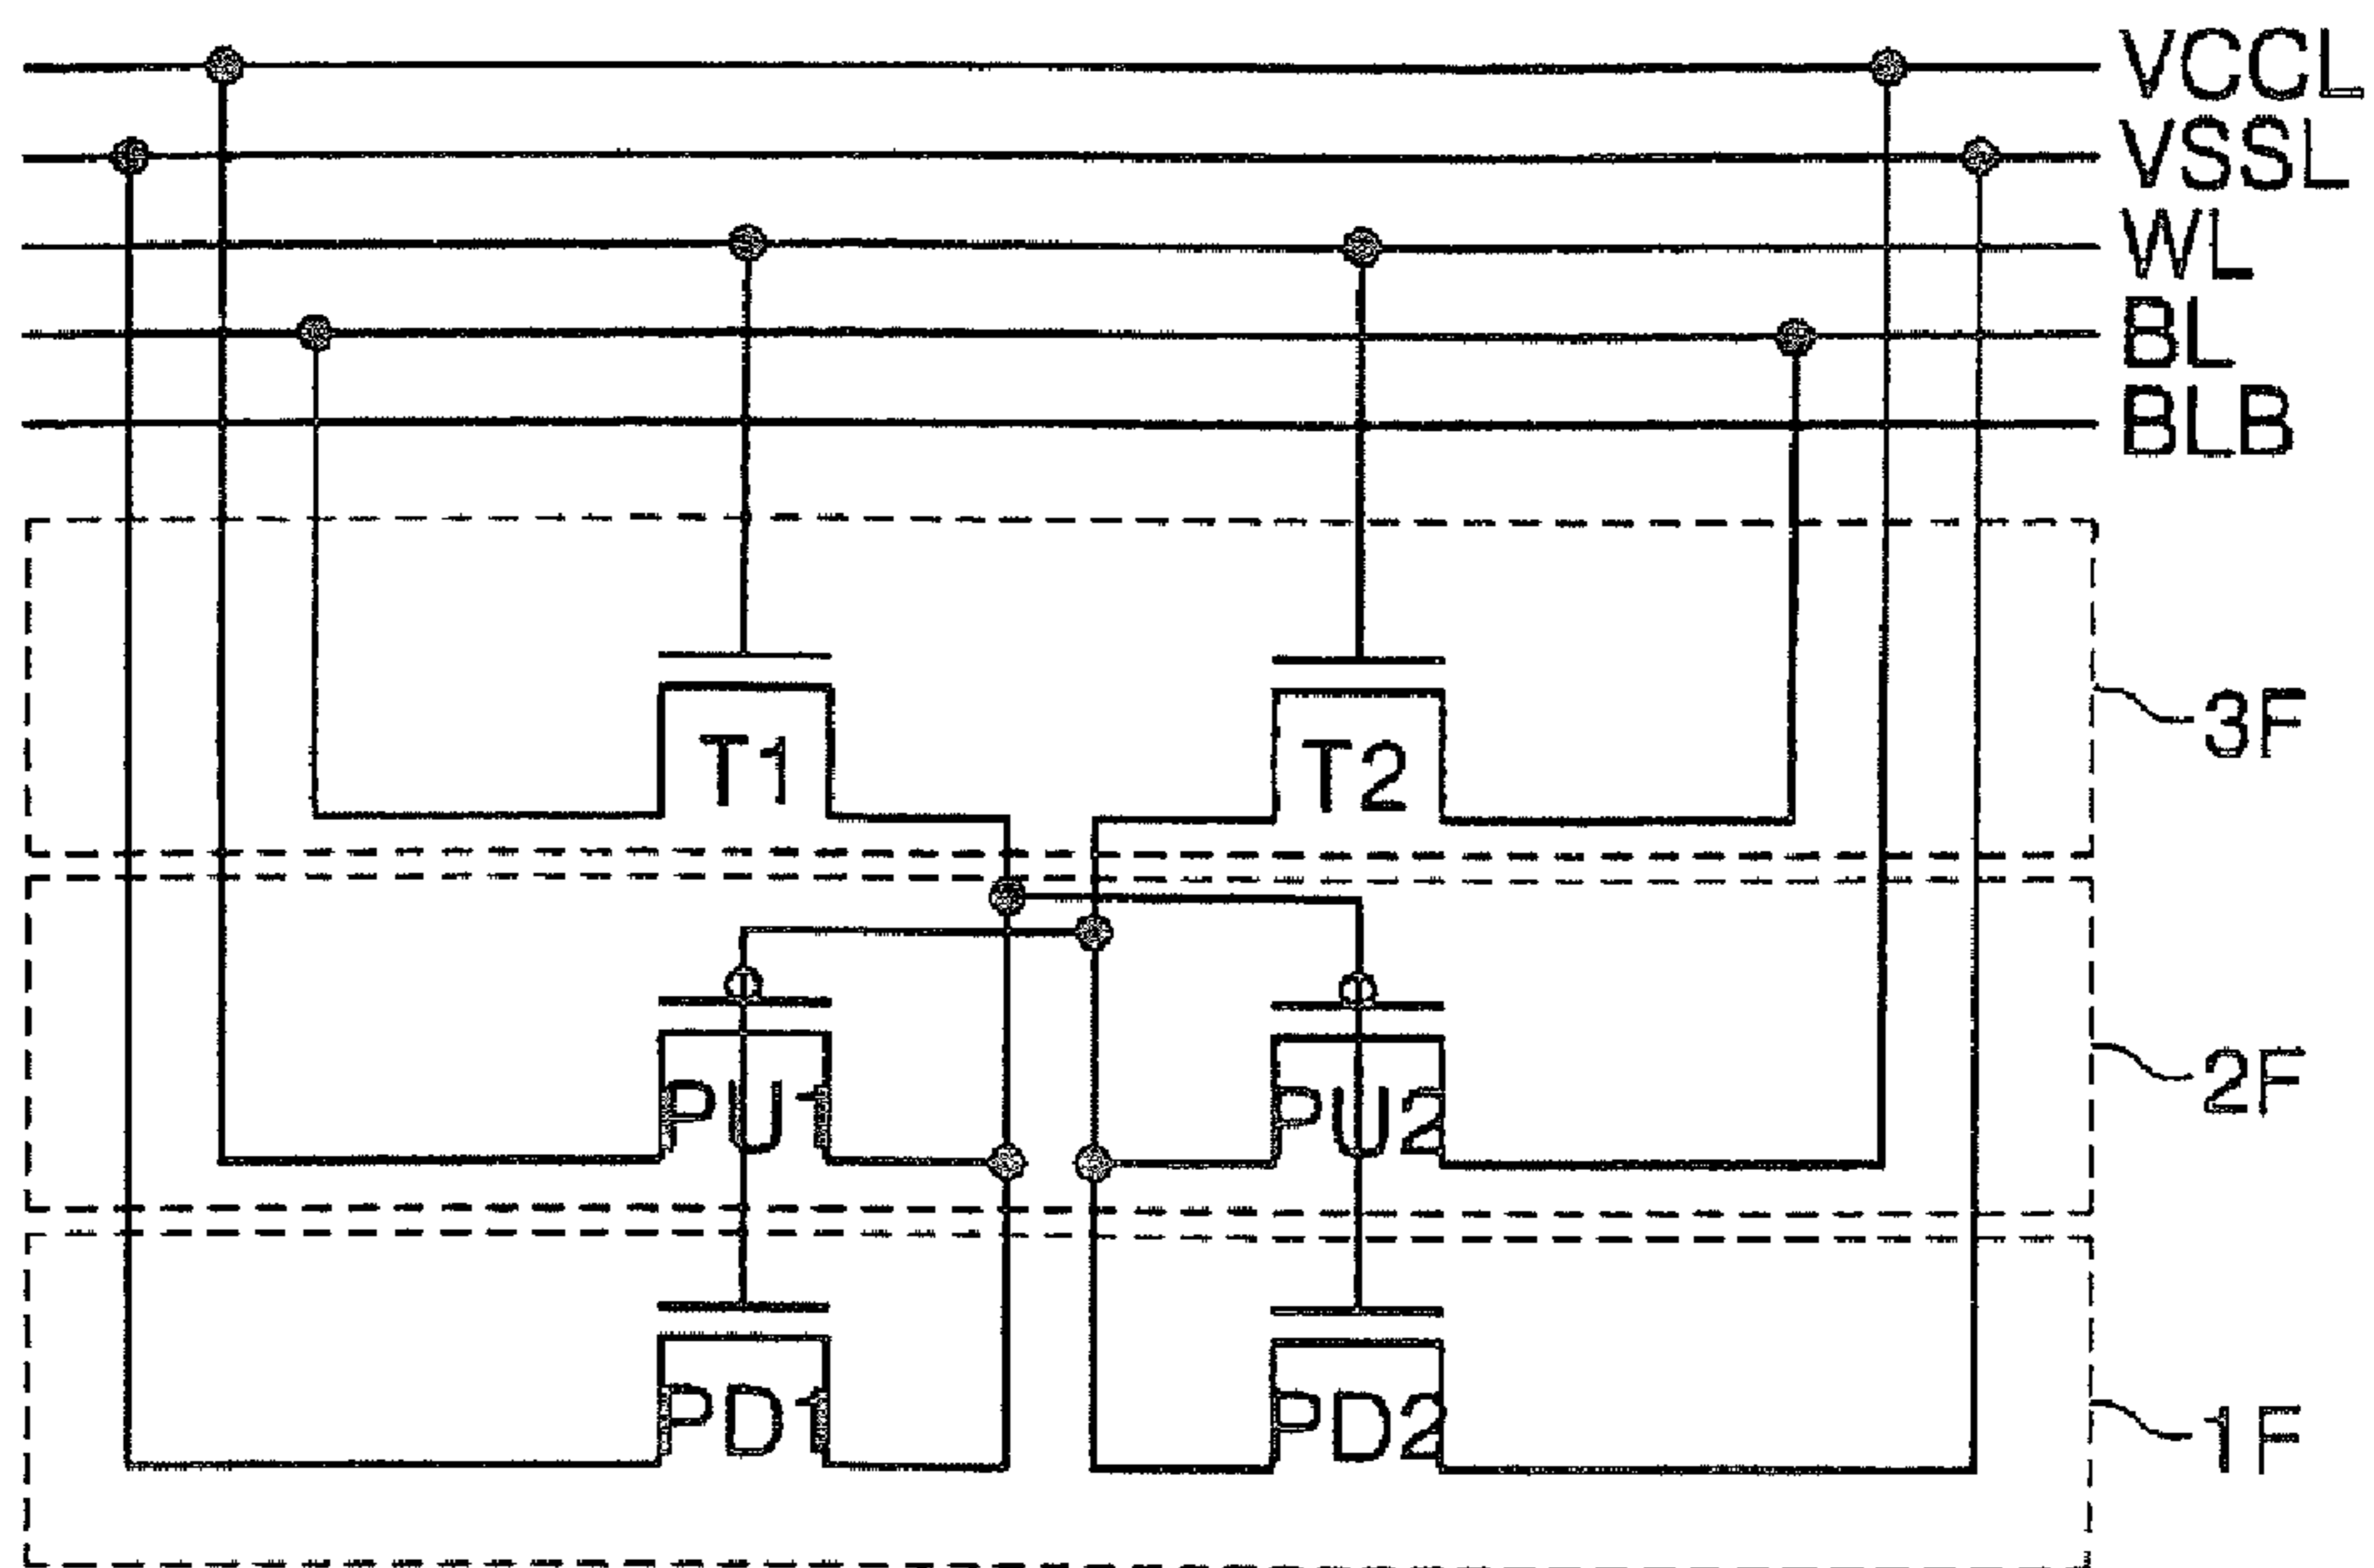 VCCL
VSSL
WL
BL
BLB
T1 T2 3F
PU1 PU2 2F
PD1 PD2 1F